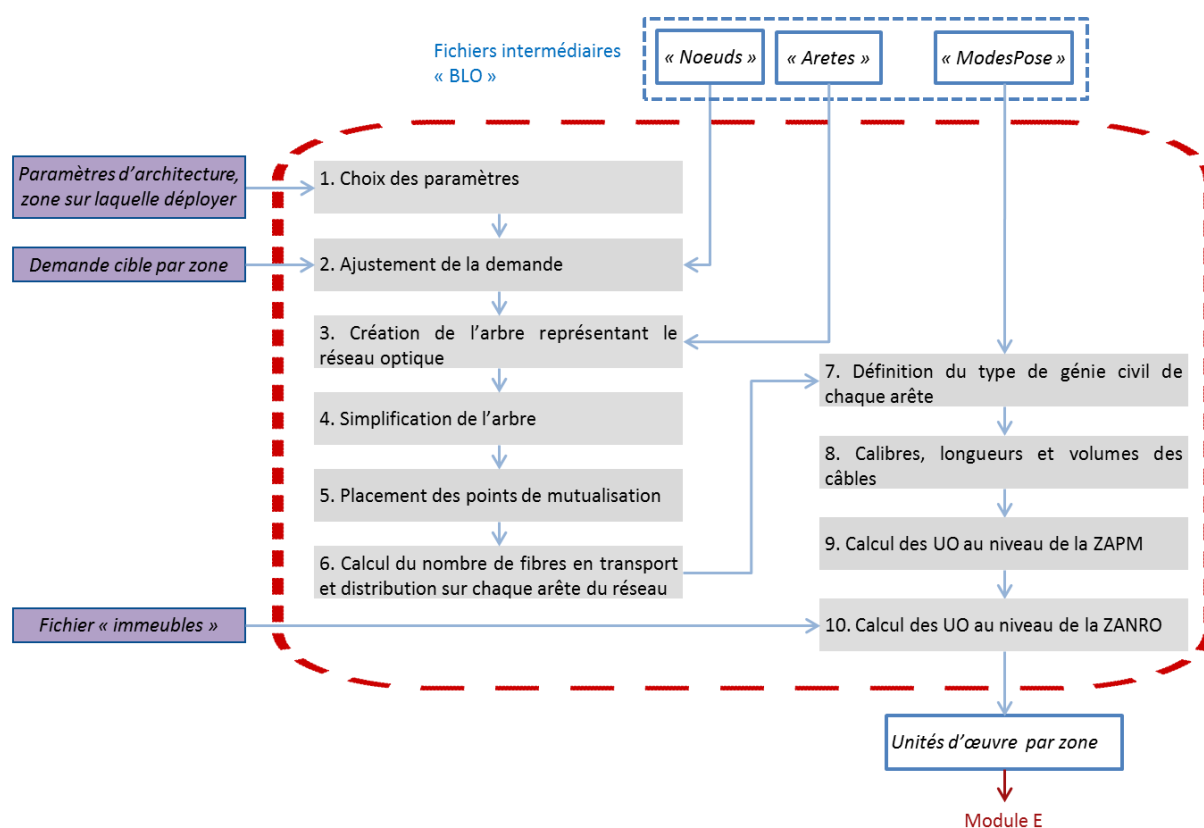 Fichiers intermédiaires
« BLO »
« Noeuds »
« Aretes »
« ModesPose »
Paramètres d’architecture,
zone sur laquelle déployer
1. Choix des paramètres
Demande cible par zone
2. Ajustement de la demande
3. Création de l’arbre représentant le
réseau optique
4. Simplification de l’arbre
5. Placement des points de mutualisation
6. Calcul du nombre de fibres en transport
et distribution sur chaque arête du réseau
7. Définition du type de génie civil de
chaque arête
8. Calibres, longueurs et volumes des
câbles
9. Calcul des UO au niveau de la ZAPM
Fichier « immeubles »
10. Calcul des UO au niveau de la ZANRO
Unités d’œuvre par zone
Module E